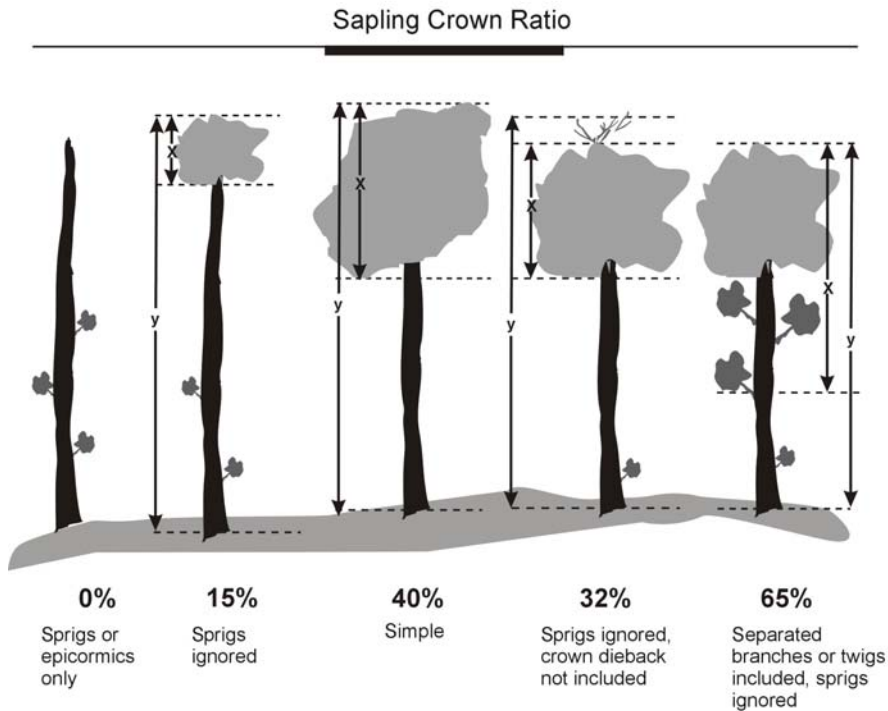 Sapling Crown Ratio
x
y
x
y
x
y
x
y
0%
Sprigs or
epicormics
only
15%
Sprigs
ignored
40%
Simple
32%
Sprigs ignored,
crown dieback
not included
65%
Separated
branches or twigs
included, sprigs
ignored